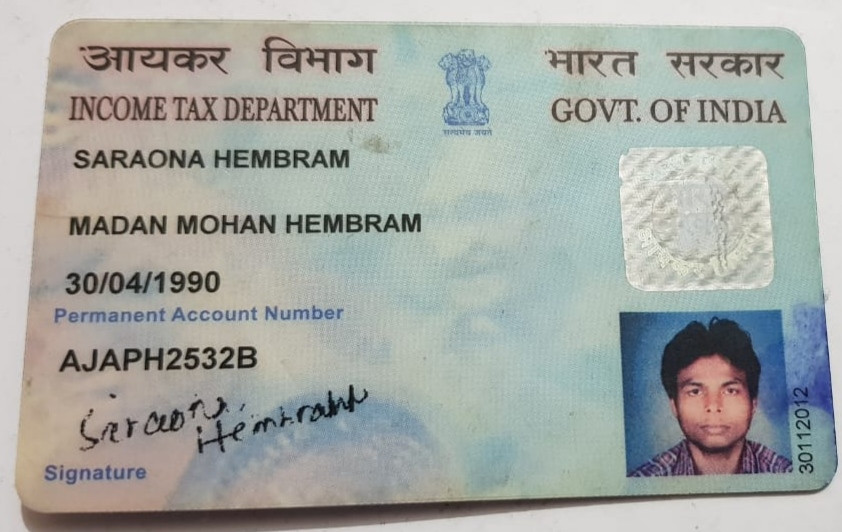 आयकर विभाग
भारत सरकार
INCOME TAX DEPARTMENT
GOVT. OF INDIA
सत्यमेव जयते
SARAONA HEMBRAM
MADAN MOHAN HEMBRAM
30/04/1990
Permanent Account Number
AJAPH2532B
Hembram
Signature
30112012